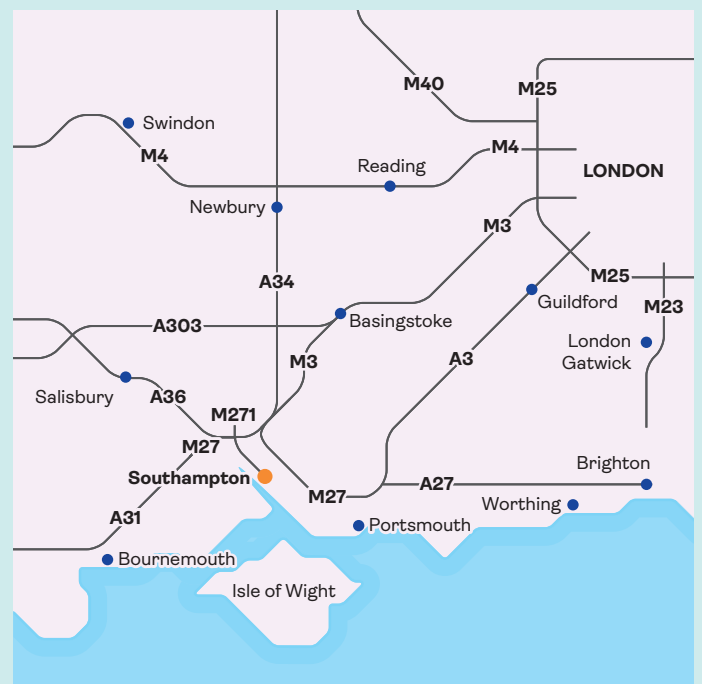 M40
M25
Swindon
M4
M4
Reading
LONDON
Newbury
M3
A34
M25
Guildford
M23
A303
Basingstoke
London
Gatwick
M3
A3
Salisbury
A36
M271
M27
Brighton
Southampton
A27
M27
Worthing
A31
Portsmouth
Bournemouth
Isle of Wight